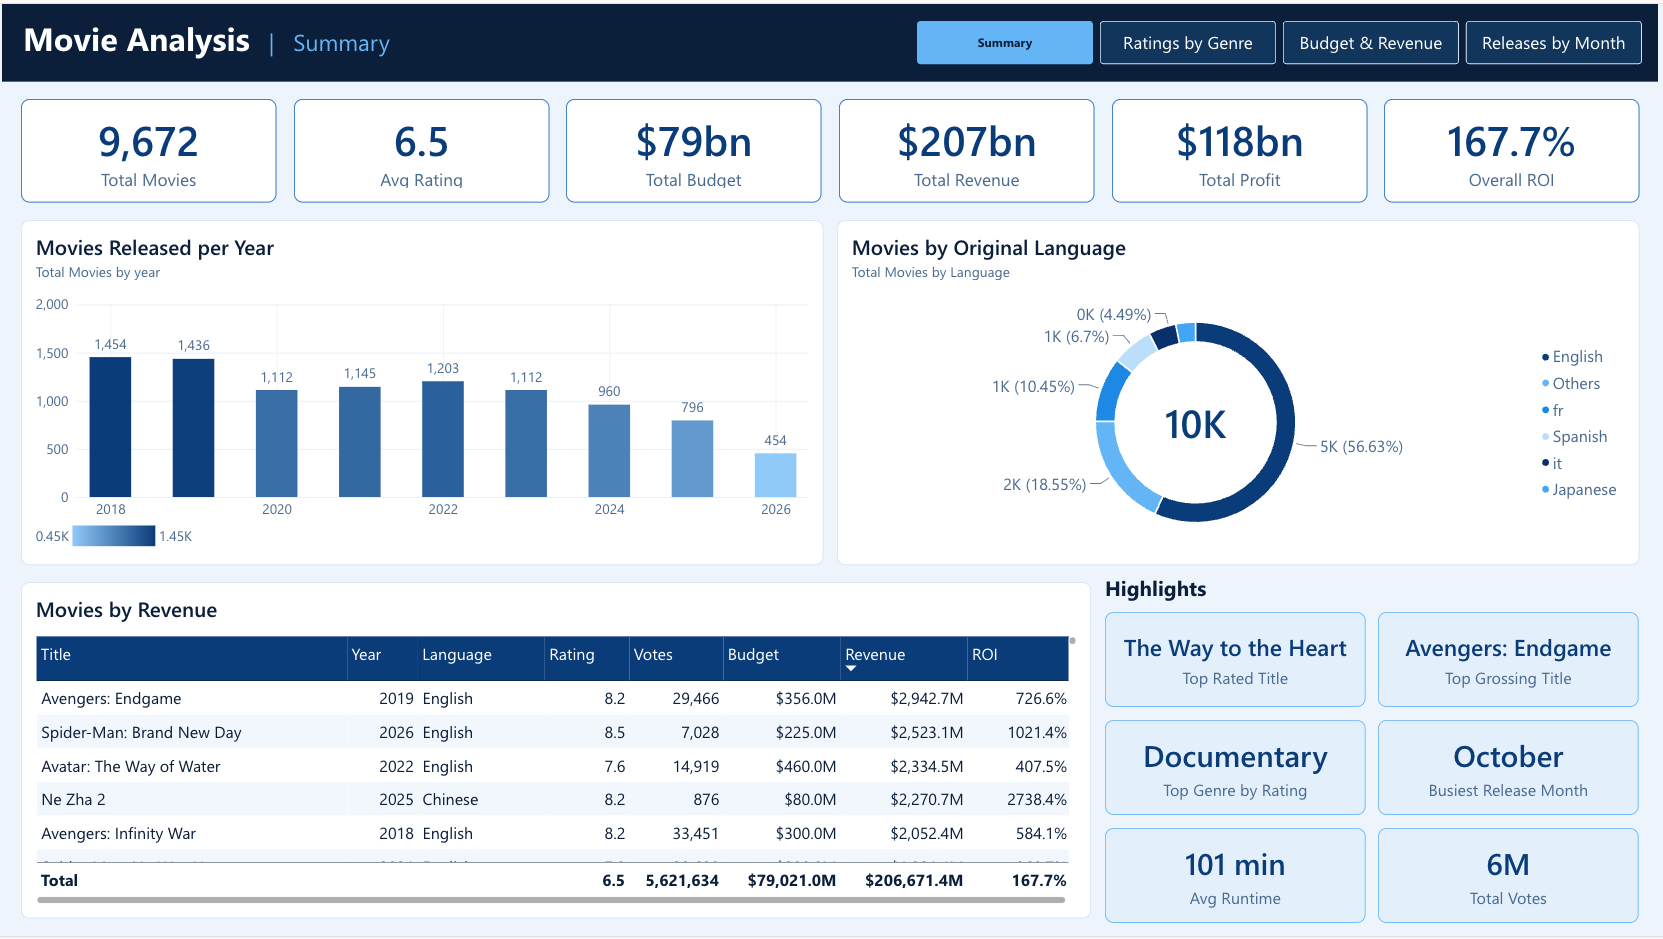 Movie Analysis | Summary
Summary
Ratings by Genre
Budget & Revenue
Releases by Month
9,672
Total Movies
6.5
Avg Rating
$79bn
Total Budget
$207bn
Total Revenue
$118bn
Total Profit
167.7%
Overall ROI
Movies Released per Year
Total Movies by year
2,000
1,500
1,000
500
0
1,454
1,436
1,112
1,145
1,203
1,112
960
796
454
2018
2020
2022
2024
2026
0.45K
1.45K
Movies by Original Language
Total Movies by Language
0K (4.49%)
1K (6.7%)
1K (10.45%)
2K (18.55%)
5K (56.63%)
10K
English
Others
fr
Spanish
it
Japanese
Movies by Revenue
Title Year Language Rating Votes Budget Revenue ROI
Avengers: Endgame 2019 English 8.2 29,466 $356.0M $2,942.7M 726.6%
Spider-Man: Brand New Day 2026 English 8.5 7,028 $225.0M $2,523.1M 1021.4%
Avatar: The Way of Water 2022 English 7.6 14,919 $460.0M $2,334.5M 407.5%
Ne Zha 2 2025 Chinese 8.2 876 $80.0M $2,270.7M 2738.4%
Avengers: Infinity War 2018 English 8.2 33,451 $300.0M $2,052.4M 584.1%
Total 6.5 5,621,634 $79,021.0M $206,671.4M 167.7%
Highlights
The Way to the Heart
Top Rated Title
Avengers: Endgame
Top Grossing Title
Documentary
Top Genre by Rating
October
Busiest Release Month
101 min
Avg Runtime
6M
Total Votes